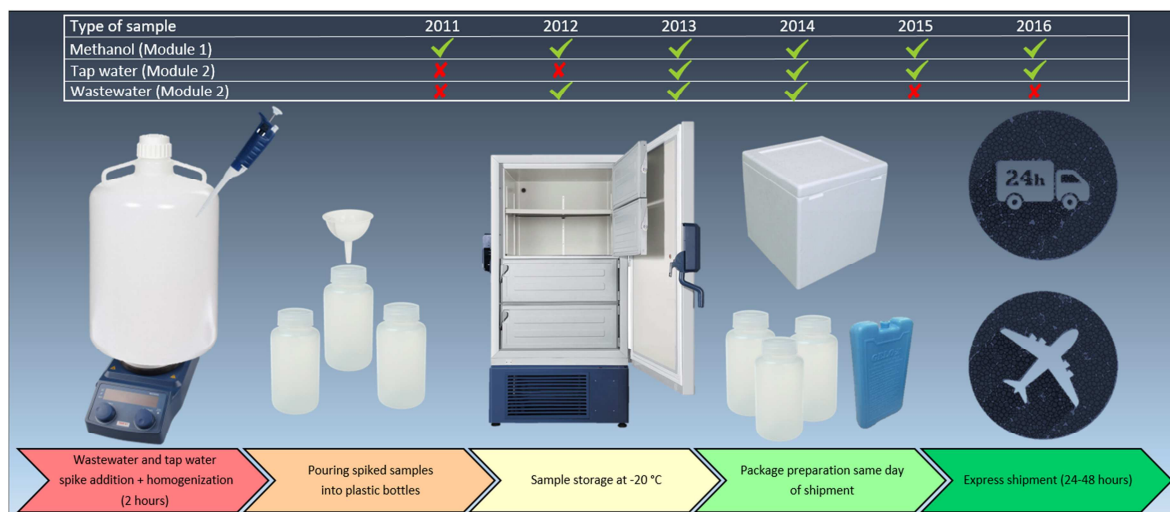 Type of sample 2011 2012 2013 2014 2015 2016
Methanol (Module 1)
Tap water (Module 2)
Wastewater (Module 2)
24h
Wastewater and tap water
spike addition + homogenization
(2 hours)
Pouring spiked samples
into plastic bottles
Sample storage at -20 °C
Package preparation same day
of shipment
Express shipment (24-48 hours)